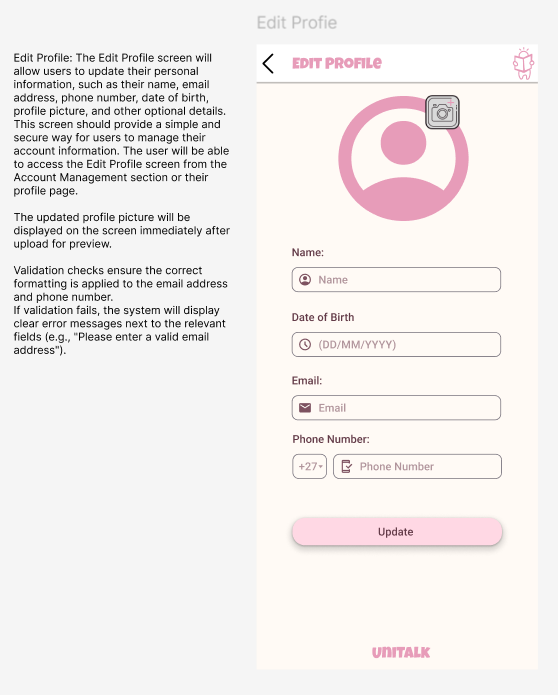 Edit Profie
Edit Profile: The Edit Profile screen will
allow users to update their personal
information, such as their name, email
address, phone number, date of birth,
profile picture, and other optional details.
This screen should provide a simple and
secure way for users to manage their
account information. The user will be able
to access the Edit Profile screen from the
Account Management section or their
profile page.
The updated profile picture will be
displayed on the screen immediately after
upload for preview.
Validation checks ensure the correct
formatting is applied to the email address
and phone number.
If validation fails, the system will display
clear error messages next to the relevant
fields (e.g., "Please enter a valid email
address").
EDIT PROFILE
Name:
Name
Date of Birth
(DD/MM/YYYY)
Email:
Email
Phone Number:
+27 Phone Number
Update
UNITALK